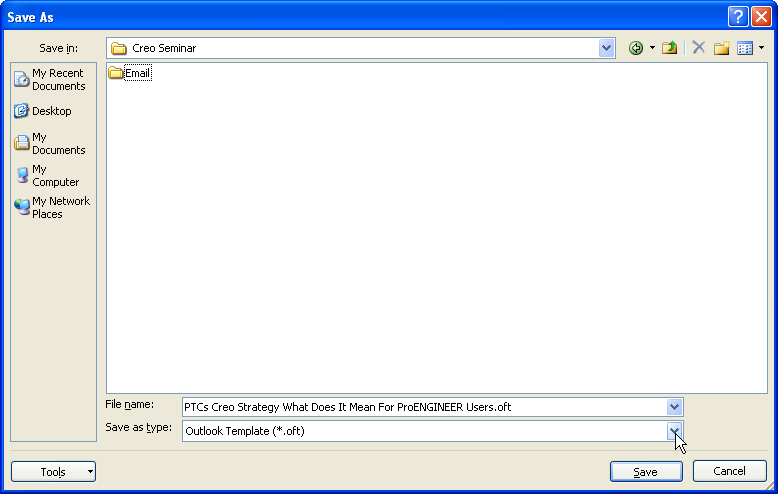 Save As
Save in:
Creo Seminar
My Recent
Documents
Desktop
My
Documents
My
Computer
My Network
Places
Email
File name:
PTCs Creo Strategy What Does It Mean For ProENGINEER Users.oft
Save as type:
Outlook Template (*.oft)
Tools
Save
Cancel